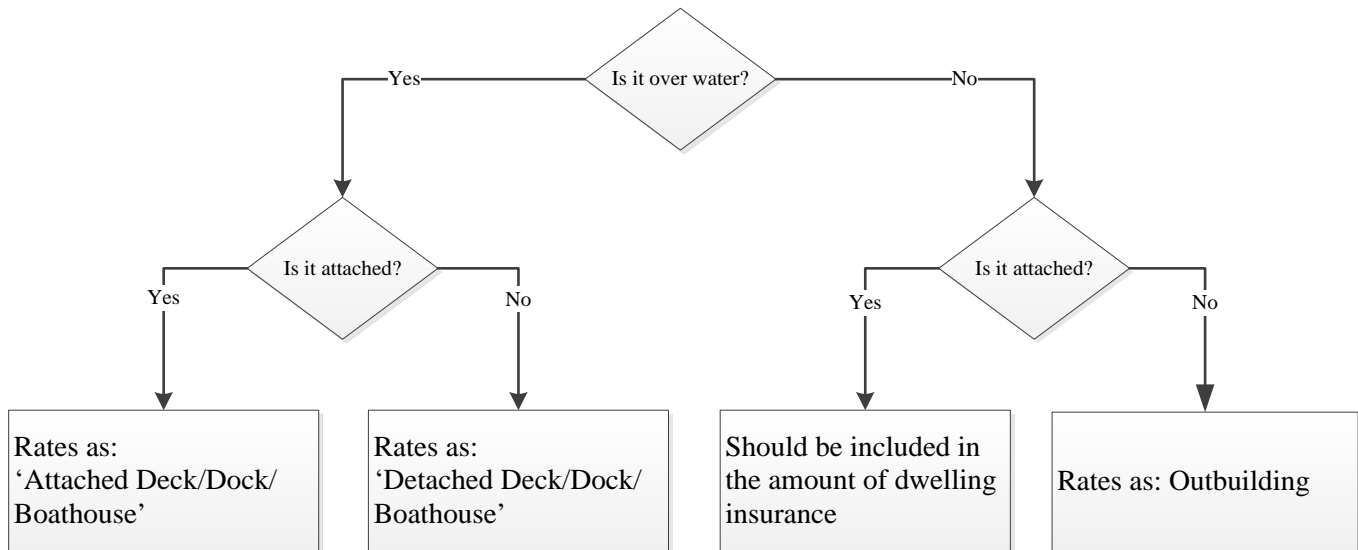 Is it over water?
Yes
No
Is it attached?
Is it attached?
Yes
No
Yes
No
Rates as:
‘Attached Deck/Dock/
Boathouse’
Rates as:
‘Detached Deck/Dock/
Boathouse’
Should be included in
the amount of dwelling
insurance
Rates as: Outbuilding